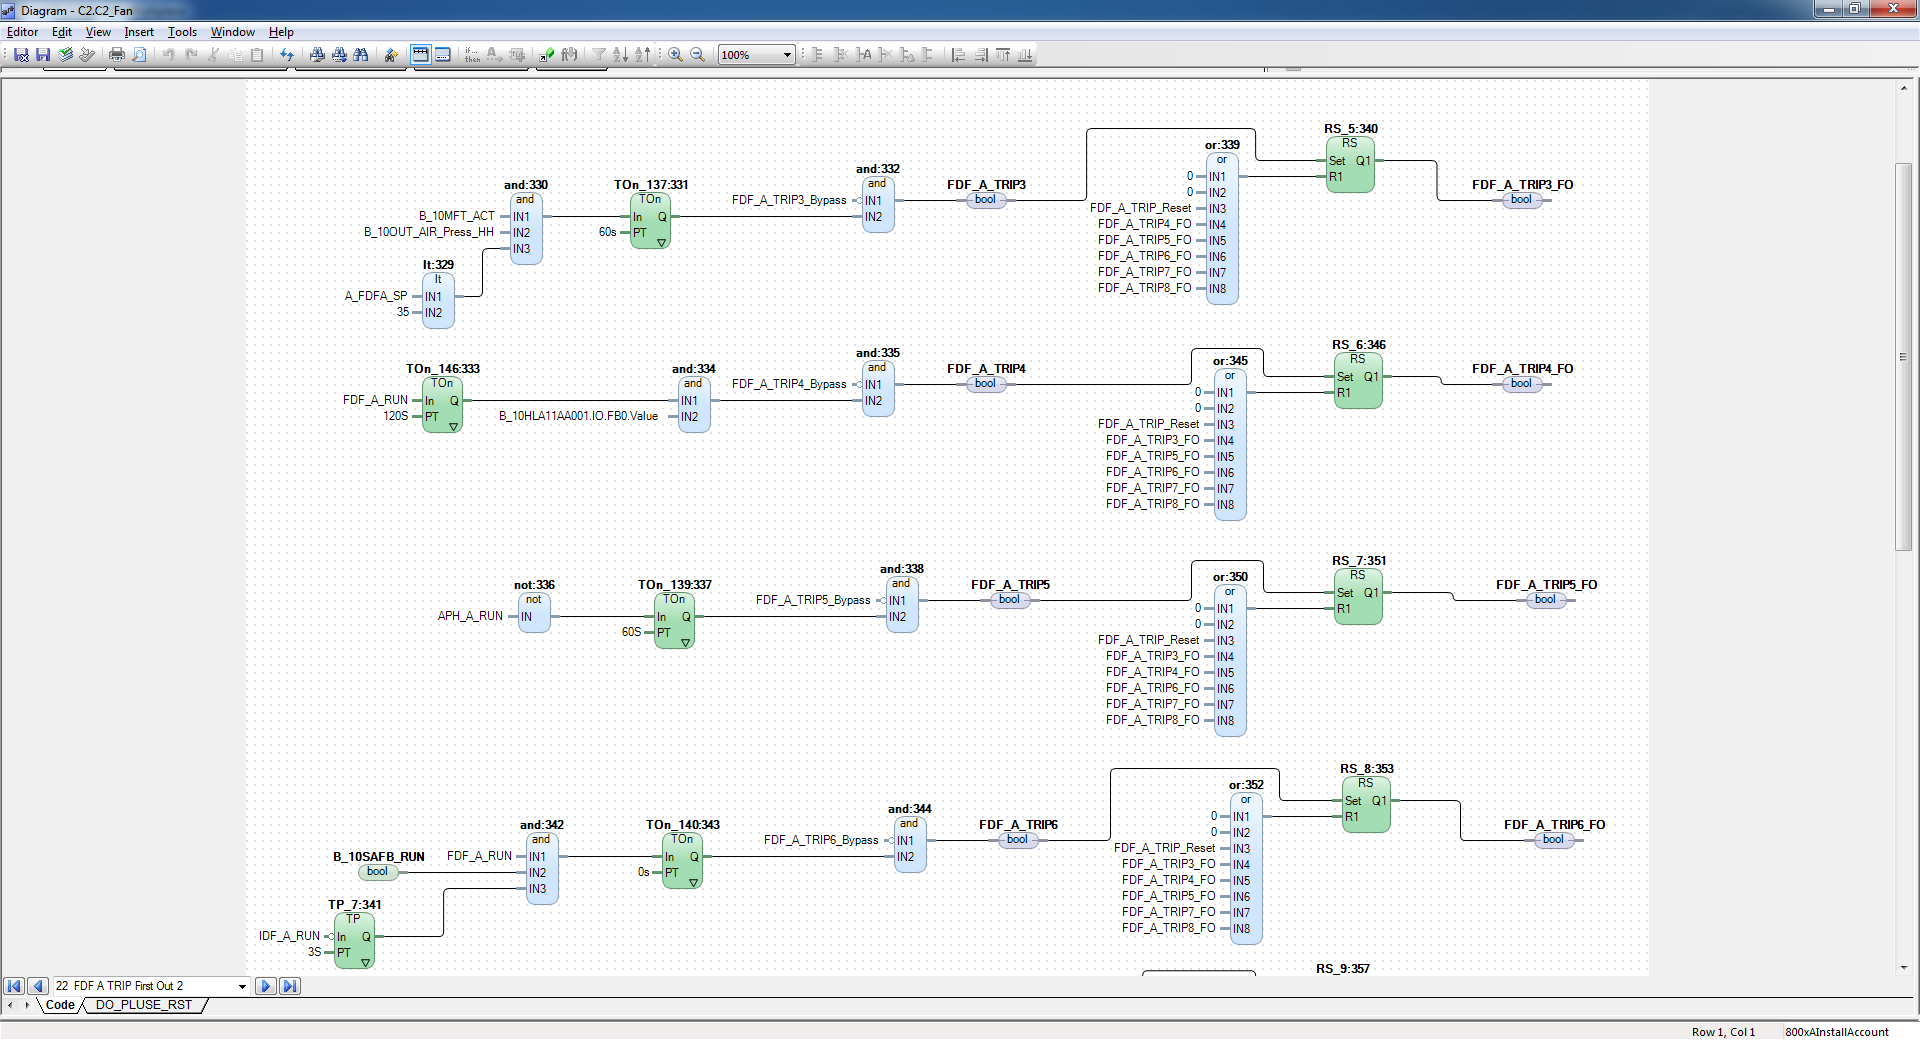 Diagram - C2.C2_Fan
Editor Edit View Insert Tools Window Help
if... then
100%
RS_5:340
RS
Set Q1
R1
or:339
or
0 IN1
0 IN2
FDF_A_TRIP_Reset IN3
FDF_A_TRIP4_FO IN4
FDF_A_TRIP5_FO IN5
FDF_A_TRIP6_FO IN6
FDF_A_TRIP7_FO IN7
FDF_A_TRIP8_FO IN8
and:332
and
FDF_A_TRIP3_Bypass IN1
IN2
FDF_A_TRIP3
bool
FDF_A_TRIP3_FO
bool
and:330
and
B_10MFT_ACT IN1
B_10OUT_AIR_Press_HH IN2
IN3
TOn_137:331
TOn
In Q
60s PT
lt:329
lt
A_FDFA_SP IN1
35 IN2
RS_6:346
RS
Set Q1
R1
or:345
or
0 IN1
0 IN2
FDF_A_TRIP_Reset IN3
FDF_A_TRIP3_FO IN4
FDF_A_TRIP5_FO IN5
FDF_A_TRIP6_FO IN6
FDF_A_TRIP7_FO IN7
FDF_A_TRIP8_FO IN8
and:335
and
FDF_A_TRIP4_Bypass IN1
IN2
FDF_A_TRIP4
bool
FDF_A_TRIP4_FO
bool
TOn_146:333
TOn
FDF_A_RUN In Q
120S PT
and:334
and
IN1
B_10HLA11AA001.IO.FB0.Value IN2
RS_7:351
RS
Set Q1
R1
or:350
or
0 IN1
0 IN2
FDF_A_TRIP_Reset IN3
FDF_A_TRIP3_FO IN4
FDF_A_TRIP4_FO IN5
FDF_A_TRIP6_FO IN6
FDF_A_TRIP7_FO IN7
FDF_A_TRIP8_FO IN8
and:338
and
FDF_A_TRIP5_Bypass IN1
IN2
FDF_A_TRIP5
bool
FDF_A_TRIP5_FO
bool
not:336
not
APH_A_RUN IN
TOn_139:337
TOn
In Q
60S PT
RS_8:353
RS
Set Q1
R1
or:352
or
0 IN1
0 IN2
FDF_A_TRIP_Reset IN3
FDF_A_TRIP3_FO IN4
FDF_A_TRIP4_FO IN5
FDF_A_TRIP5_FO IN6
FDF_A_TRIP7_FO IN7
FDF_A_TRIP8_FO IN8
and:344
and
FDF_A_TRIP6_Bypass IN1
IN2
FDF_A_TRIP6
bool
FDF_A_TRIP6_FO
bool
and:342
and
FDF_A_RUN IN1
IN2
IN3
TOn_140:343
TOn
In Q
0s PT
B_10SAFB_RUN
bool
TP_7:341
TP
IDF_A_RUN In Q
3S PT
RS_9:357
22 FDF A TRIP First Out 2
Code DO_PLUSE_RST
Row 1, Col 1 800xAInstallAccount